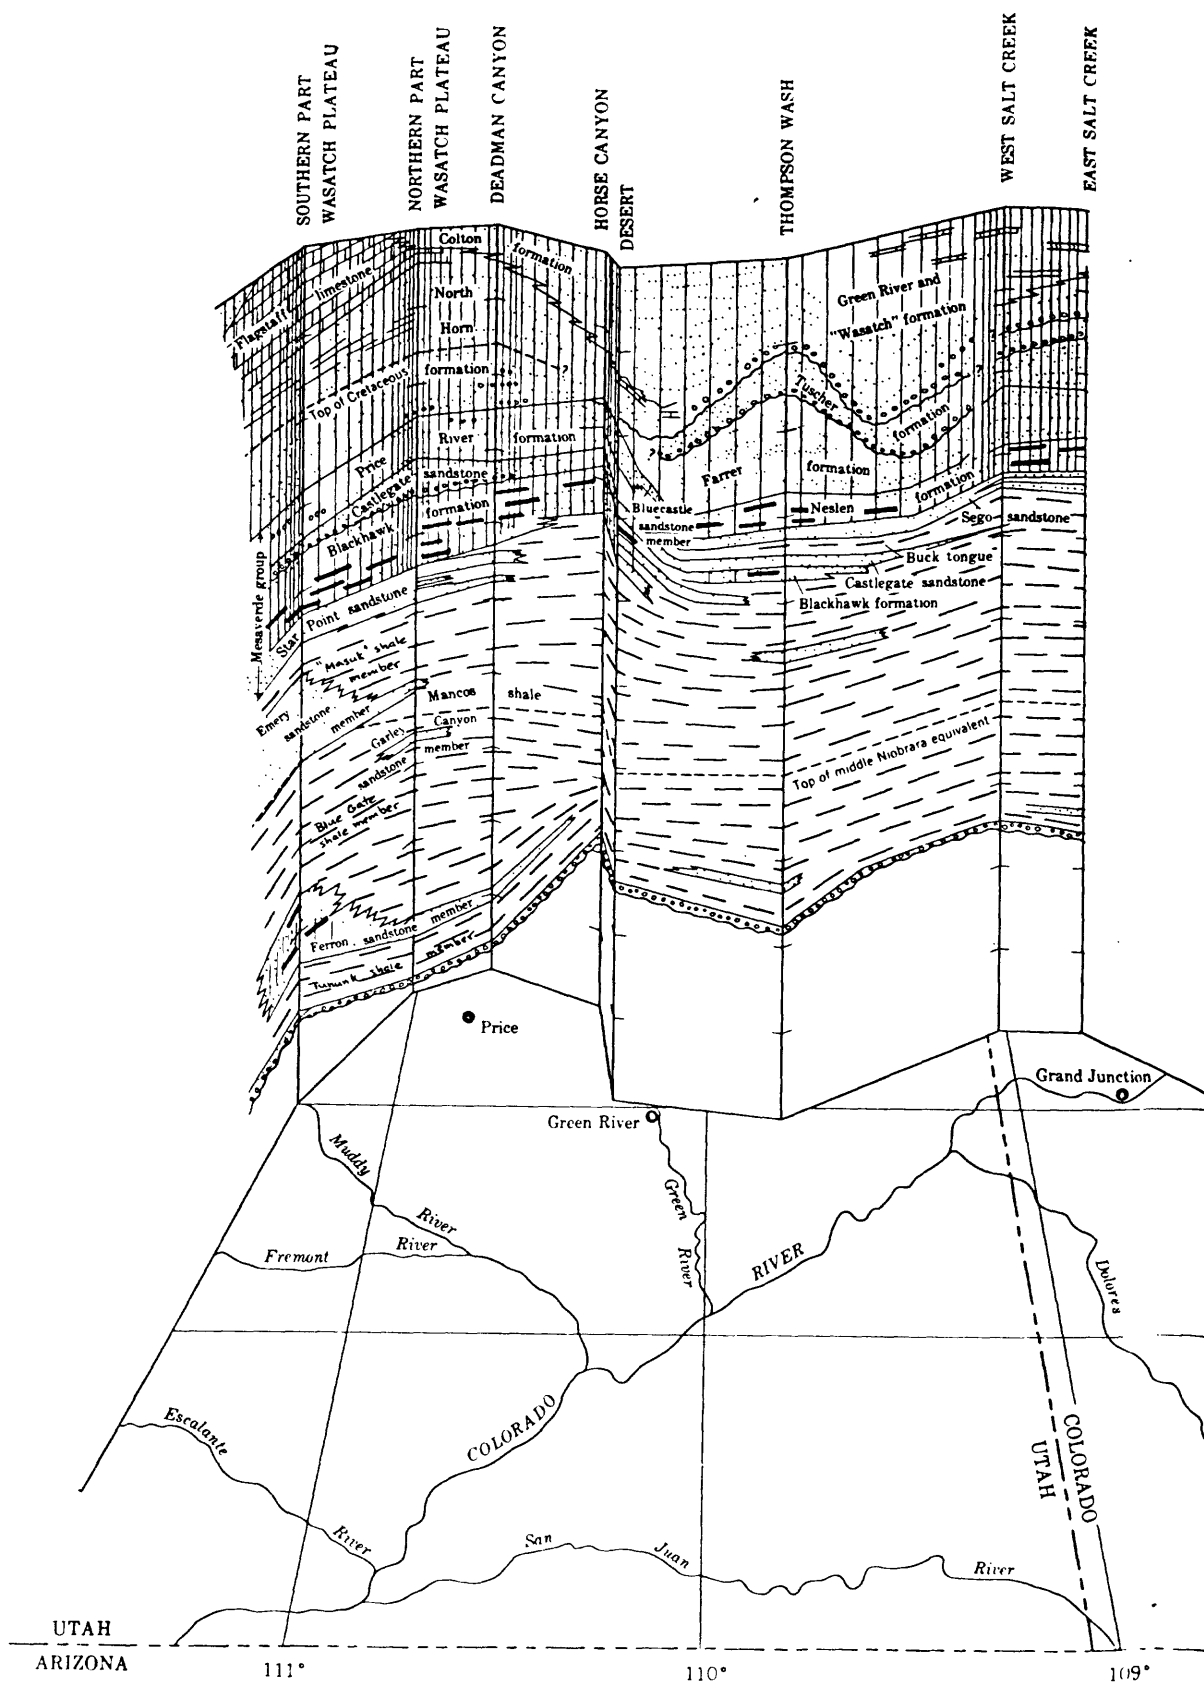 SOUTHERN PART
WASATCH PLATEAU
NORTHERN PART
WASATCH PLATEAU
DEADMAN CANYON
HORSE CANYON
DESERT
THOMPSON WASH
WEST SALT CREEK
EAST SALT CREEK
Flagstaff limestone
Colton formation
North
Horn
formation
Top of Cretaceous
?
Price River formation
Castlegate sandstone
Blackhawk formation
Mesaverde group
Star Point sandstone
"Masuk" shale
member
Emery
sandstone
member
Mancos shale
Garley Canyon
sandstone member
Blue Gate
shale member
Ferron sandstone member
Tununk shale member
Green River and
"Wasatch" formation
?
?
?
Tuscher
formation
Farrer formation
Bluecastle
sandstone
member
Neslen formation
Sego sandstone
Buck tongue
Castlegate sandstone
Blackhawk formation
Top of middle Niobrara equivalent
Price
Green River
Grand Junction
Muddy
River
Fremont River
Green
River
RIVER
Dolores
Escalante
River
COLORADO
San Juan River
COLORADO
UTAH
UTAH
ARIZONA
111°
110°
109°